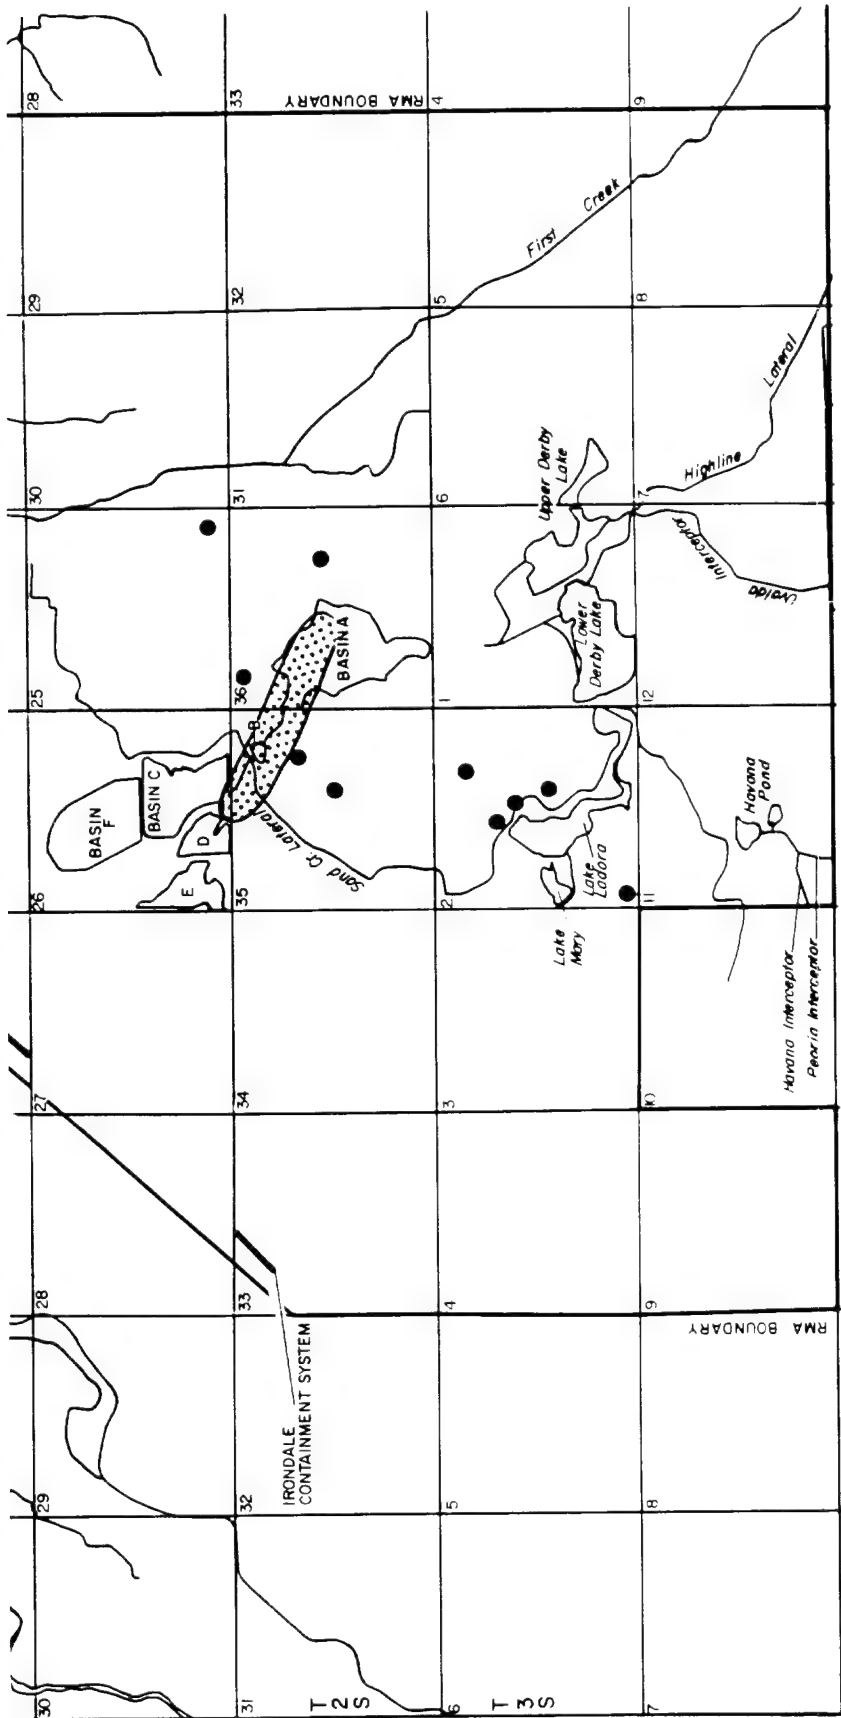 28
33
RMA BOUNDARY
4
9
First Creek
29
32
5
8
Highline Lateral
30
31
6
7
Upper Derby
Lake
Uvalda Interceptor
Lower
Derby Lake
BASIN A
25
36
B
1
12
BASIN
F
BASIN C
D
E
Sand Cr. Lateral
Havana
Pond
Lake
Ladora
Lake
Mary
26
35
2
11
Havana Interceptor
Peoria Interceptor
27
34
3
10
28
33
4
9
RMA BOUNDARY
IRONDALE
CONTAINMENT SYSTEM
29
32
5
8
30
31
T
2
S
6
T
3
S
7